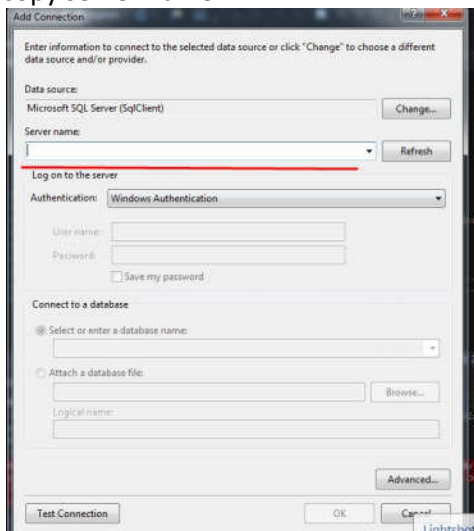 Add Connection
Enter information to connect to the selected data source or click "Change" to choose a different
data source and/or provider.
Data source:
Microsoft SQL Server (SqlClient)
Change...
Server name:
Refresh
Log on to the server
Authentication: Windows Authentication
User name:
Password:
Save my password
Connect to a database
Select or enter a database name:
Attach a database file:
Browse...
Logical name:
Advanced...
Test Connection
OK
Cancel
Lightshot